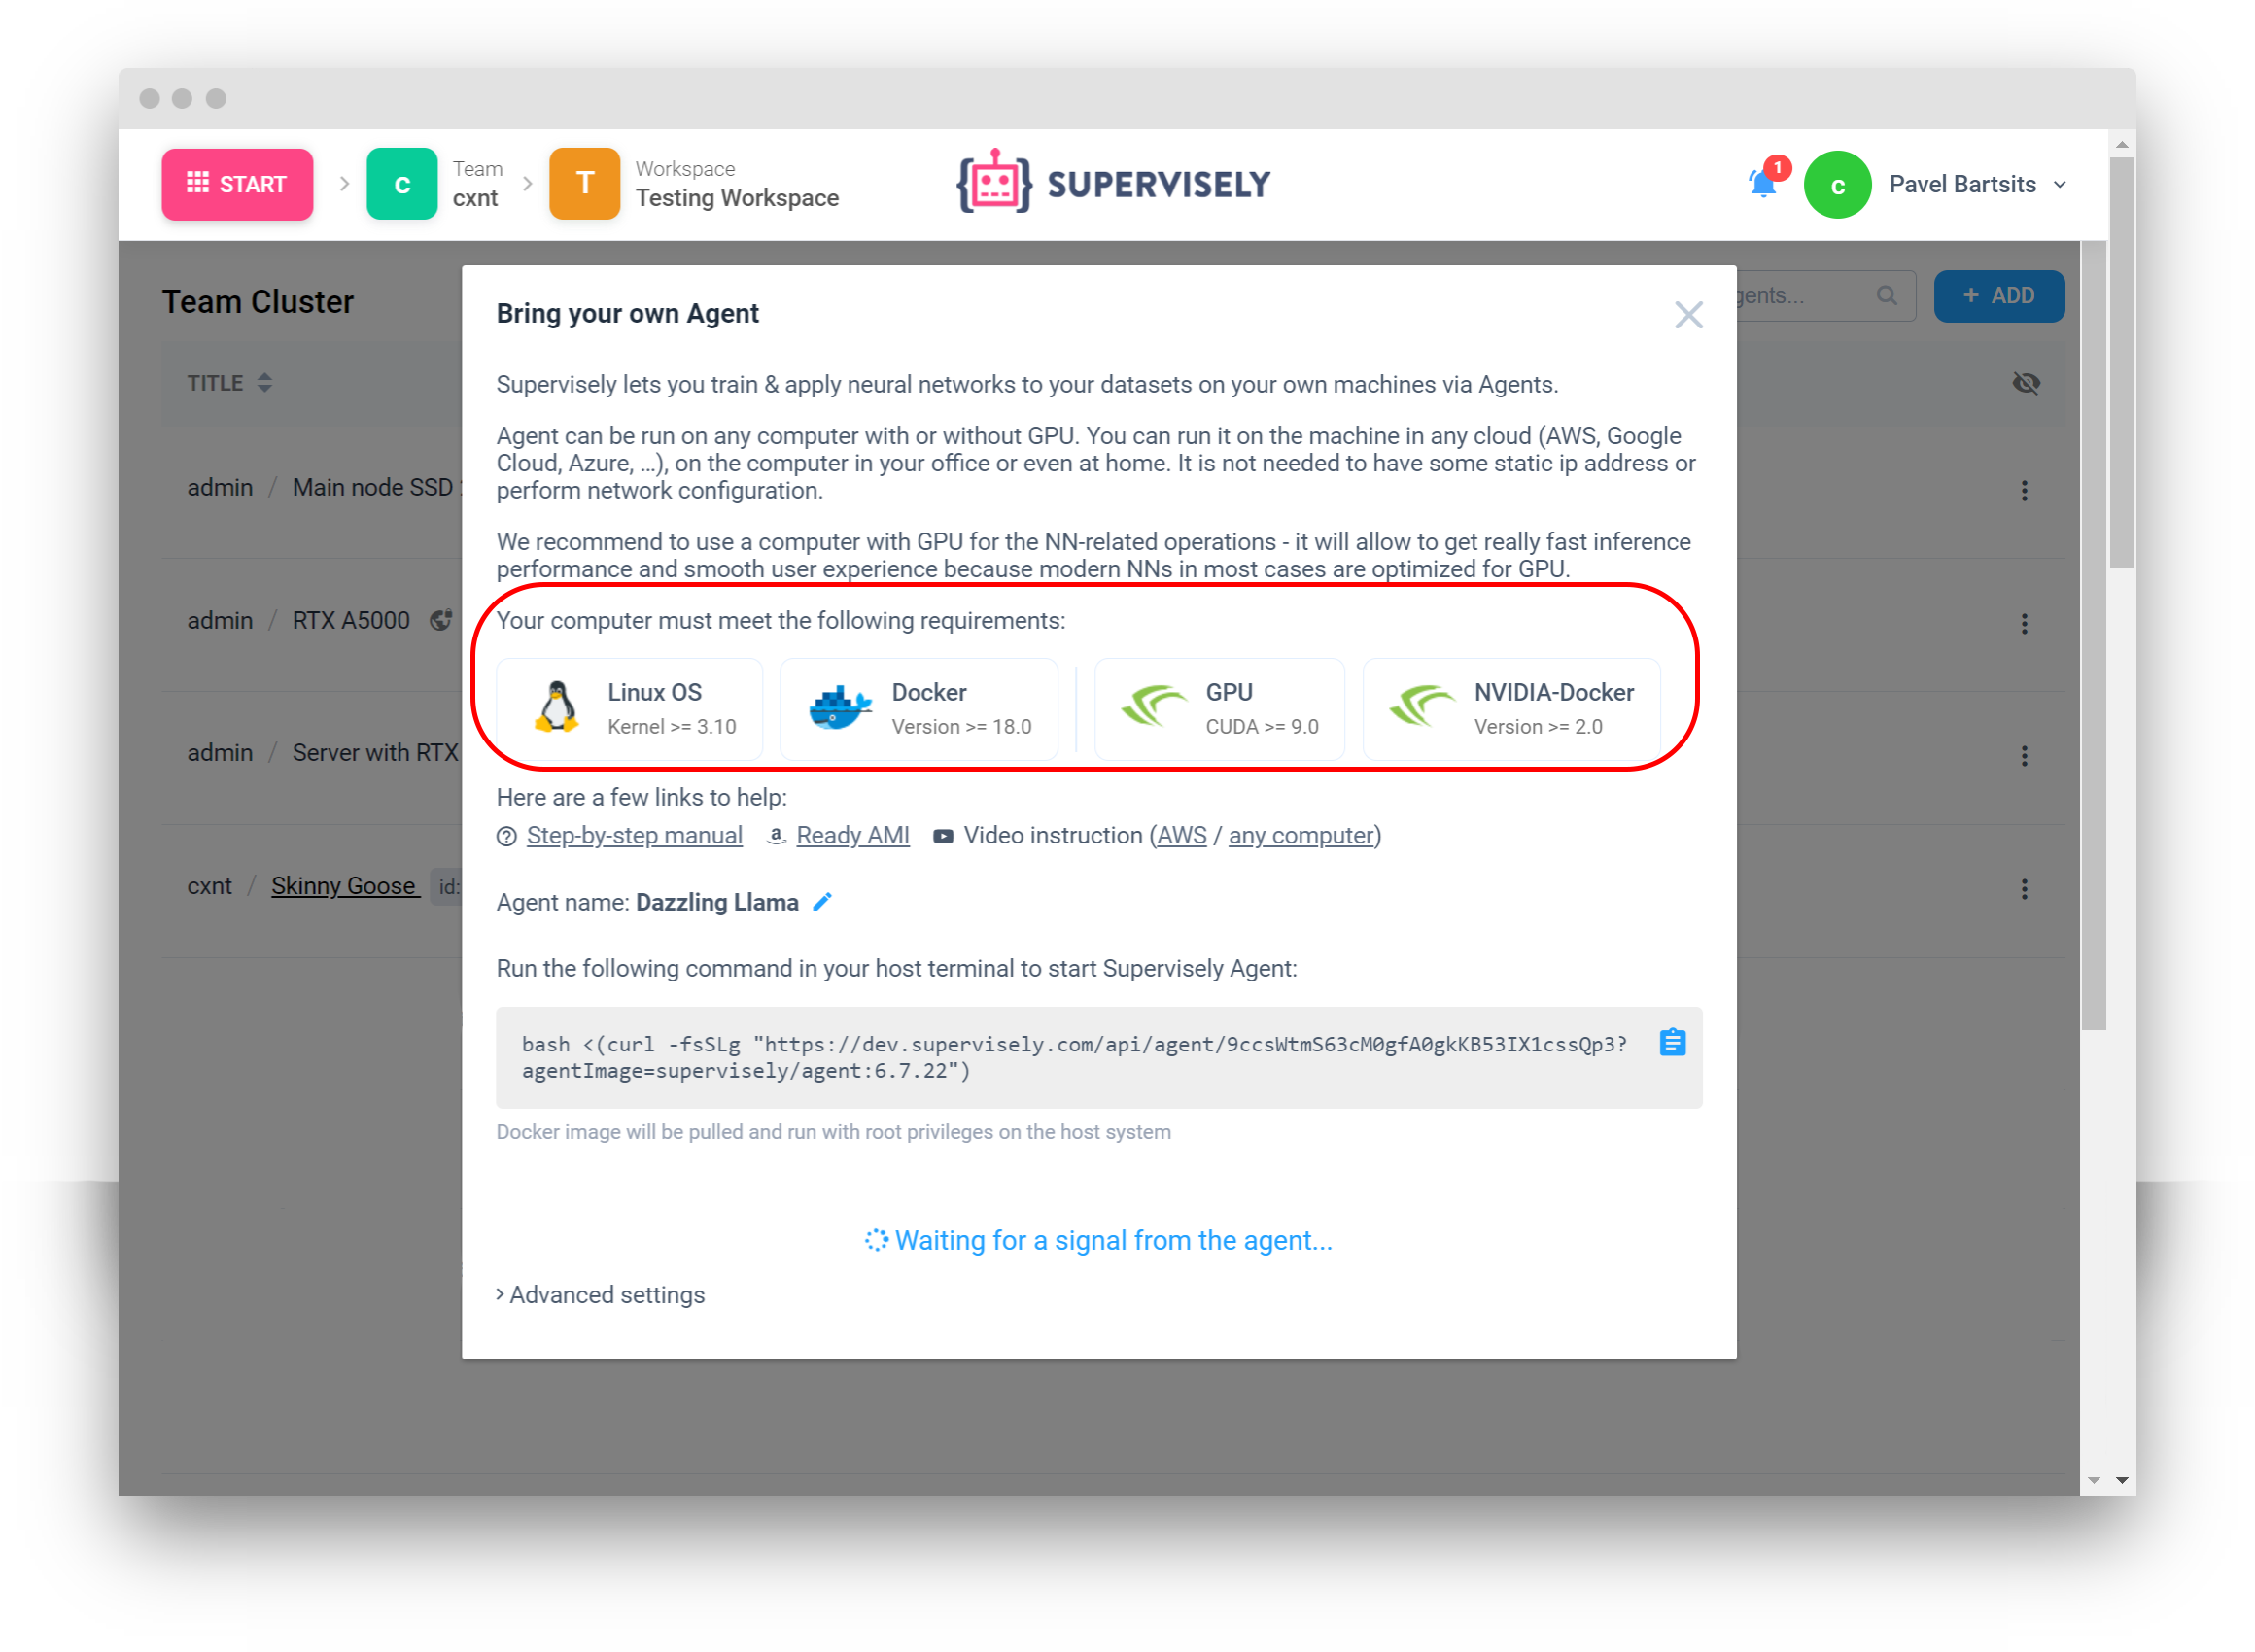 START
c
Team
cxnt
T
Workspace
Testing Workspace
SUPERVISELY
1
c
Pavel Bartsits
Team Cluster
gents...
+ ADD
TITLE
admin / Main node SSD
admin / RTX A5000
admin / Server with RTX
cxnt / Skinny Goose id:
Bring your own Agent
Supervisely lets you train & apply neural networks to your datasets on your own machines via Agents.
Agent can be run on any computer with or without GPU. You can run it on the machine in any cloud (AWS, Google
Cloud, Azure, ...), on the computer in your office or even at home. It is not needed to have some static ip address or
perform network configuration.
We recommend to use a computer with GPU for the NN-related operations - it will allow to get really fast inference
performance and smooth user experience because modern NNs in most cases are optimized for GPU.
Your computer must meet the following requirements:
Linux OS
Kernel >= 3.10
Docker
Version >= 18.0
GPU
CUDA >= 9.0
NVIDIA-Docker
Version >= 2.0
Here are a few links to help:
Step-by-step manual Ready AMI Video instruction (AWS / any computer)
Agent name: Dazzling Llama
Run the following command in your host terminal to start Supervisely Agent:
bash <(curl -fsSLg "https://dev.supervisely.com/api/agent/9ccsWtmS63cM0gfA0gkKB53IX1cssQp3?
agentImage=supervisely/agent:6.7.22")
Docker image will be pulled and run with root privileges on the host system
Waiting for a signal from the agent...
Advanced settings